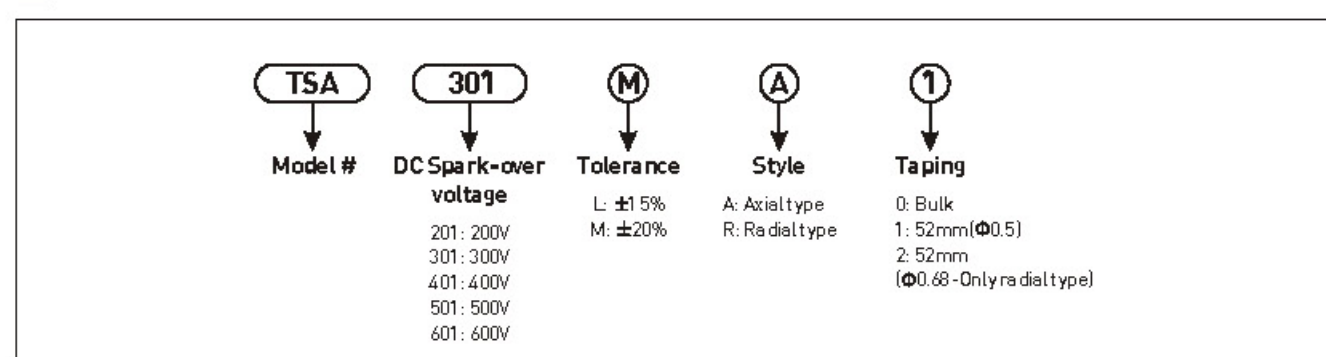 TSA 301 M A 1
Model # DC Spark-over Tolerance Style Taping
voltage
L: ±15% A: Axial type 0: Bulk
M: ±20% R: Radial type 1: 52mm(Φ0.5)
201: 200V 2: 52mm
301: 300V (Φ0.68-Only radial type)
401: 400V
501: 500V
601: 600V